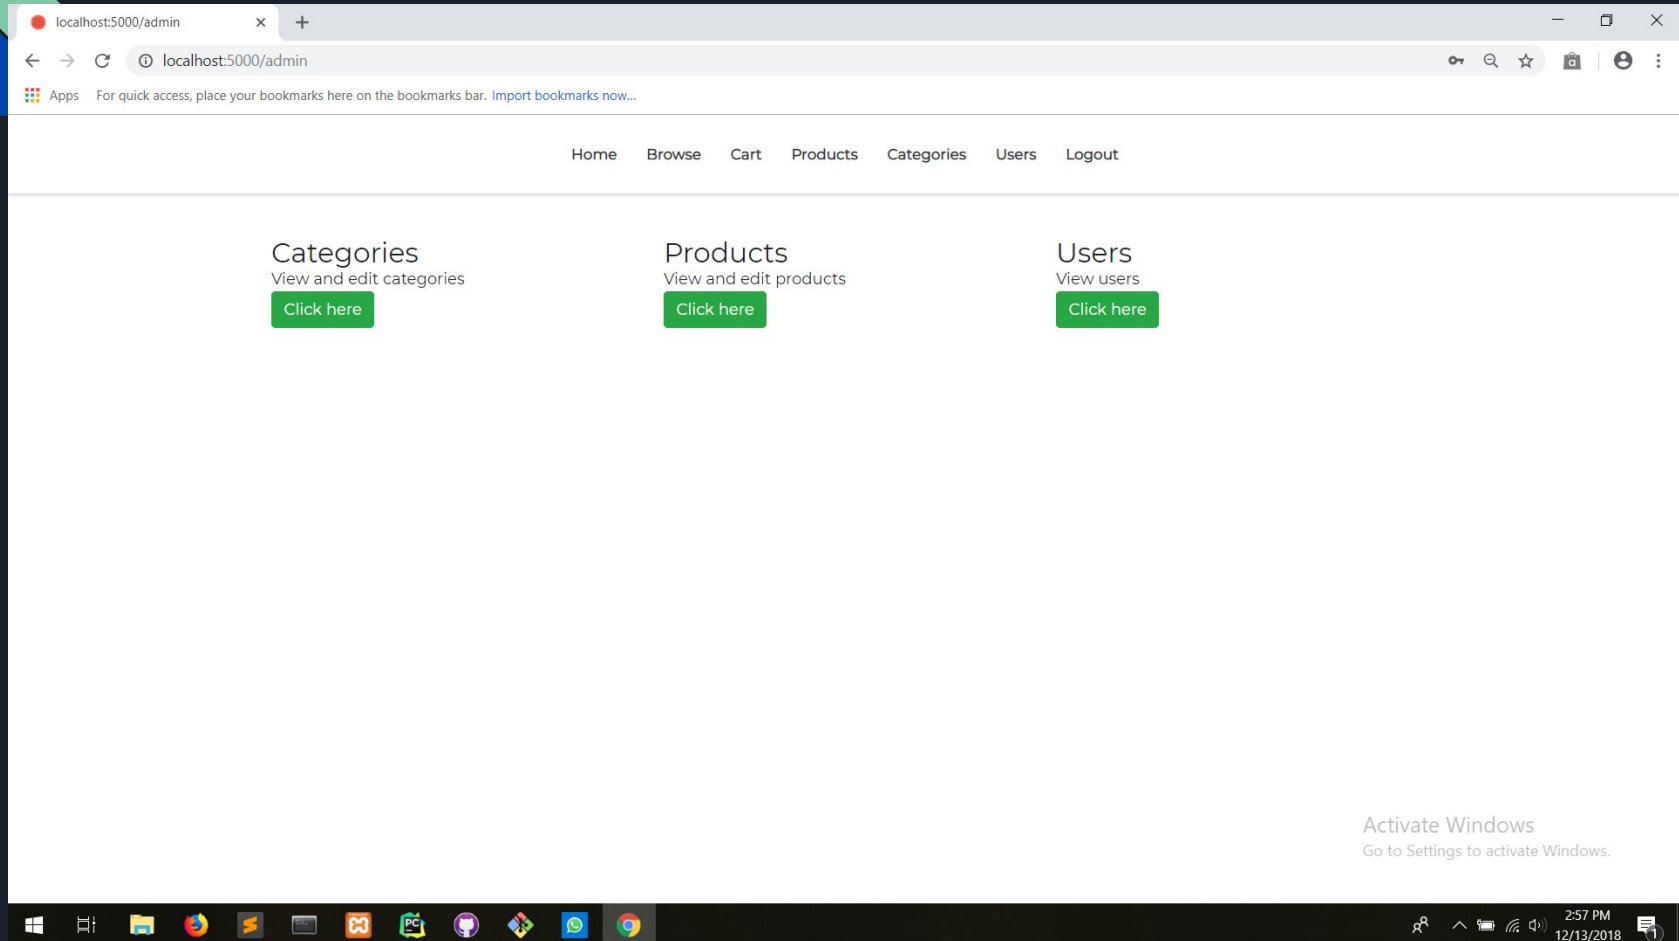 localhost:5000/admin
localhost:5000/admin
Apps For quick access, place your bookmarks here on the bookmarks bar. Import bookmarks now...
Home Browse Cart Products Categories Users Logout
Categories Products Users
View and edit categories View and edit products View users
Click here Click here Click here
Activate Windows
Go to Settings to activate Windows.
2:57 PM
12/13/2018
PC
1